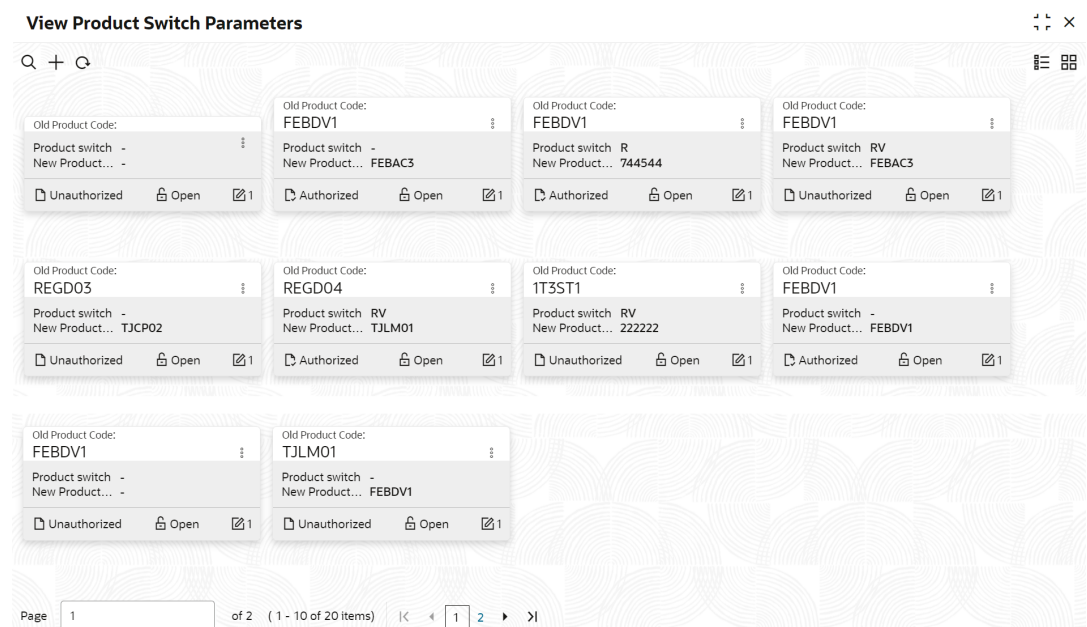 View Product Switch Parameters
Old Product Code:
Product switch -
New Product... -
Unauthorized Open 1
Old Product Code:
FEBDV1
Product switch -
New Product... FEBAC3
Authorized Open 1
Old Product Code:
FEBDV1
Product switch R
New Product... 744544
Authorized Open 1
Old Product Code:
FEBDV1
Product switch RV
New Product... FEBAC3
Unauthorized Open 1
Old Product Code:
REGD03
Product switch -
New Product... TJCP02
Unauthorized Open 1
Old Product Code:
REGD04
Product switch RV
New Product... TJLM01
Authorized Open 1
Old Product Code:
1T3ST1
Product switch RV
New Product... 222222
Unauthorized Open 1
Old Product Code:
FEBDV1
Product switch -
New Product... FEBDV1
Authorized Open 1
Old Product Code:
FEBDV1
Product switch -
New Product... -
Unauthorized Open 1
Old Product Code:
TJLM01
Product switch -
New Product... FEBDV1
Unauthorized Open 1
Page 1 of 2 ( 1 - 10 of 20 items) 1 2